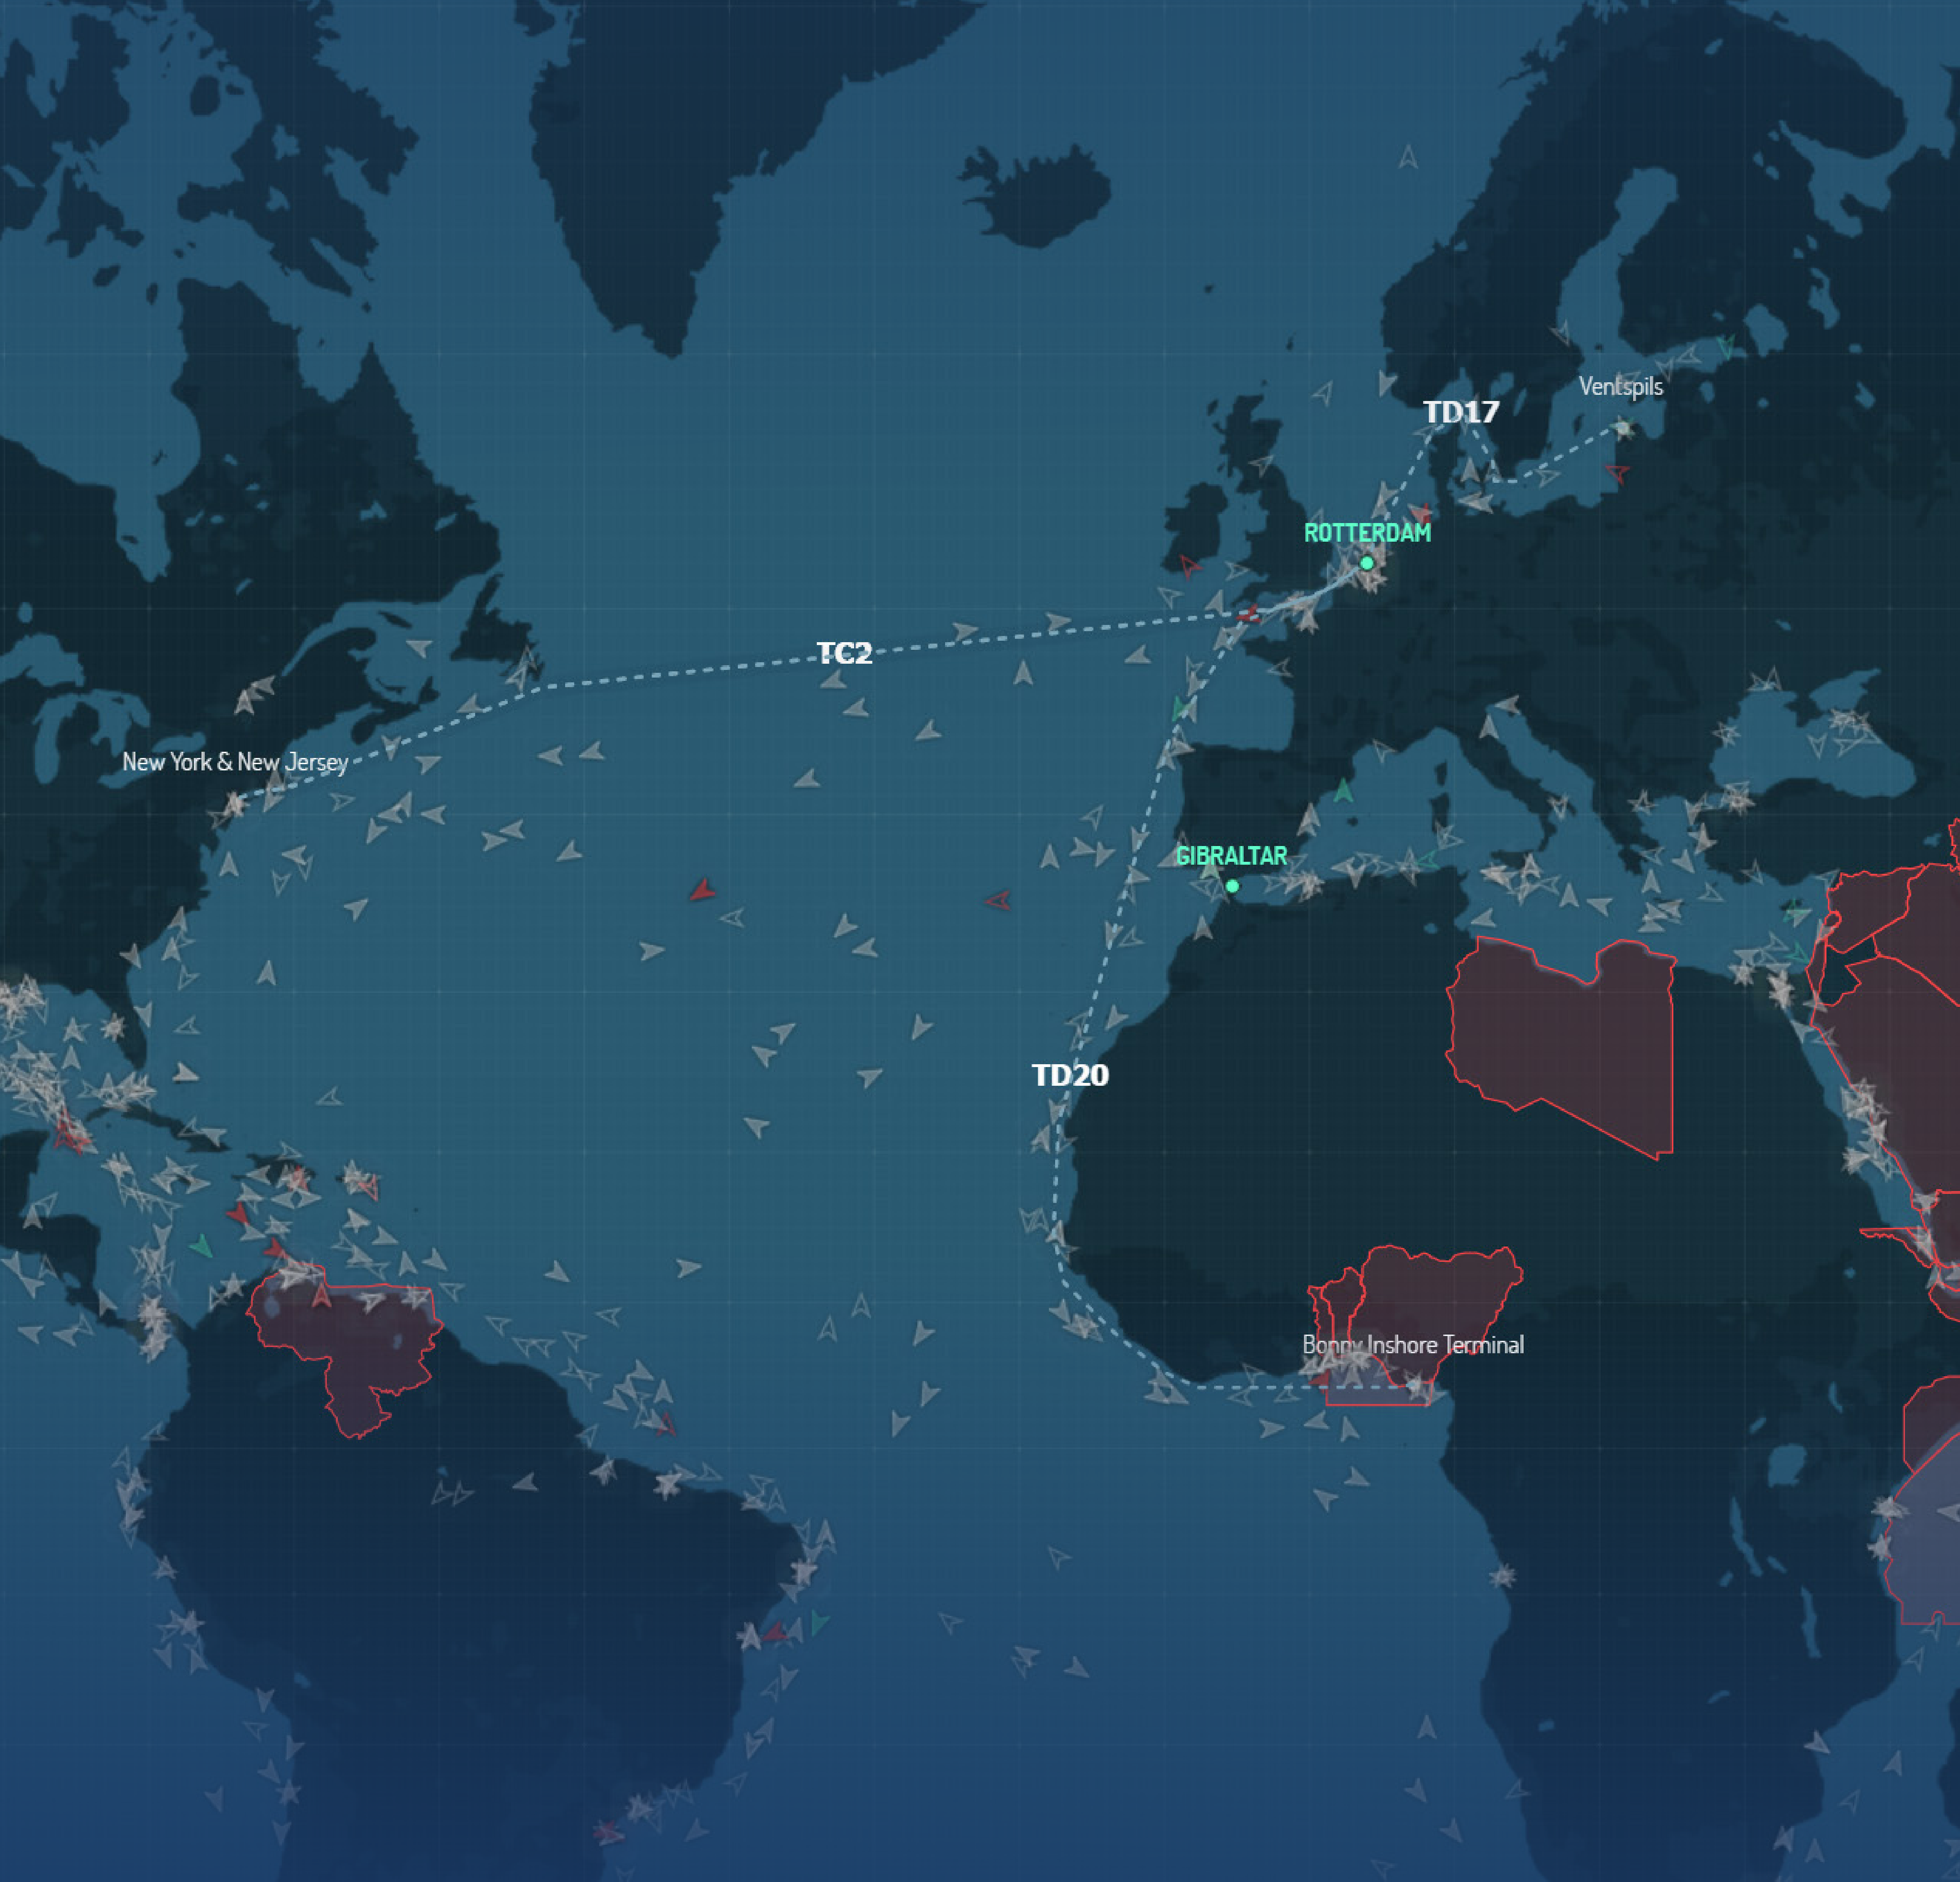 Ventspils
TD17
ROTTERDAM
TC2
New York & New Jersey
GIBRALTAR
TD20
Bonny Inshore Terminal